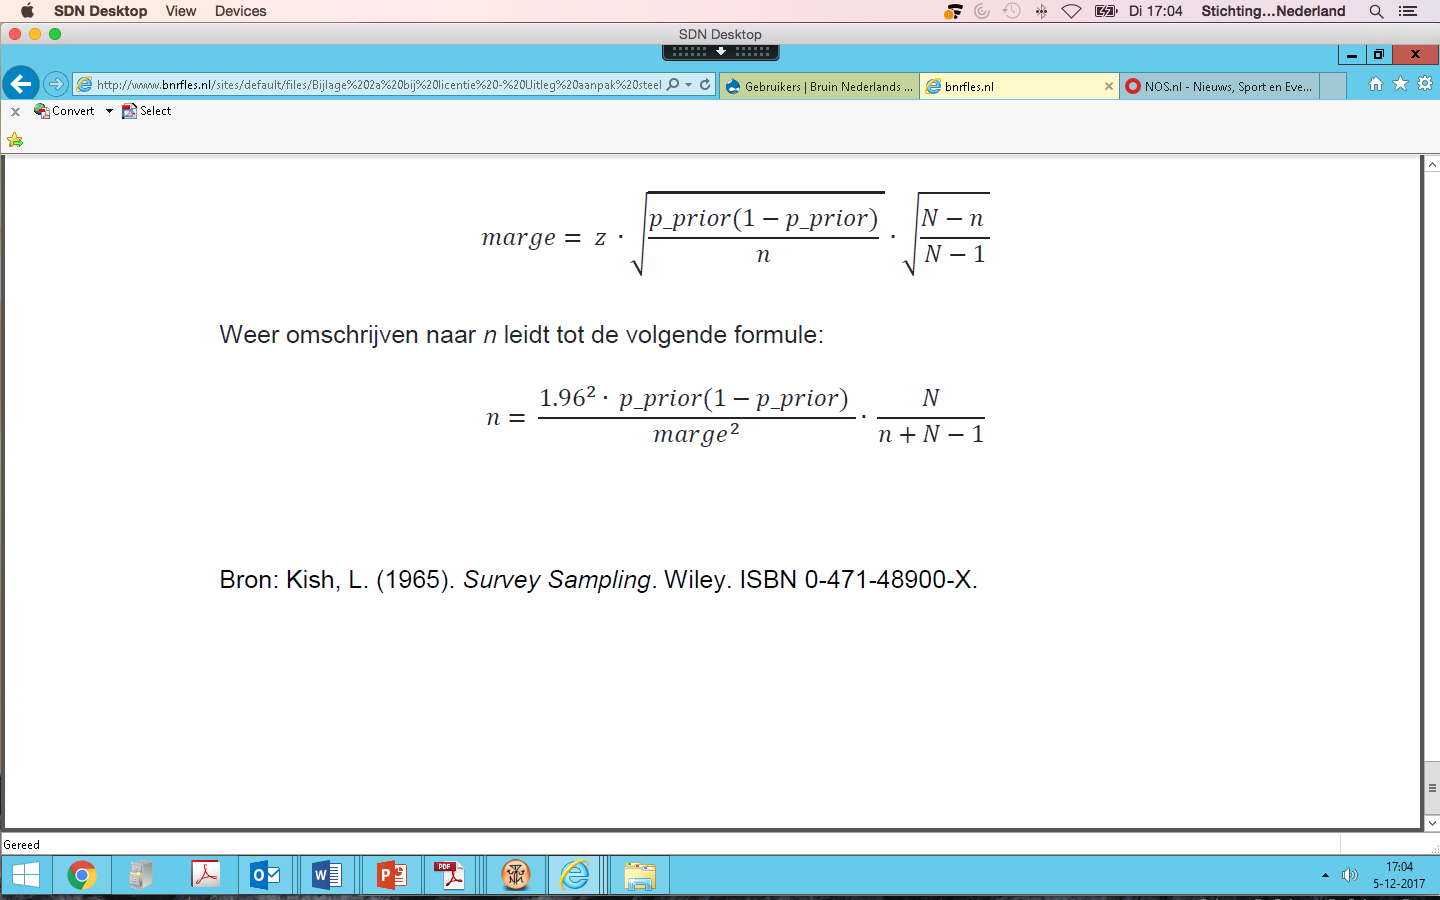 SDN Desktop View Devices Di 17:04 Stichting...Nederland
SDN Desktop
http://www.bnrfles.nl/sites/default/files/Bijlage%202a%20bij%20licentie%20-%20Uitleg%20aanpak%20steel Gebruikers | Bruin Nederlands ... bnrfles.nl NOS.nl - Nieuws, Sport en Eve...
x Convert Select
marge = z · √(p_prior(1 − p_prior) / n) · √((N − n) / (N − 1))
Weer omschrijven naar n leidt tot de volgende formule:
n = (1.96² · p_prior(1 − p_prior) / marge²) · N / (n + N − 1)
Bron: Kish, L. (1965). Survey Sampling. Wiley. ISBN 0-471-48900-X.
Gereed
17:04
5-12-2017